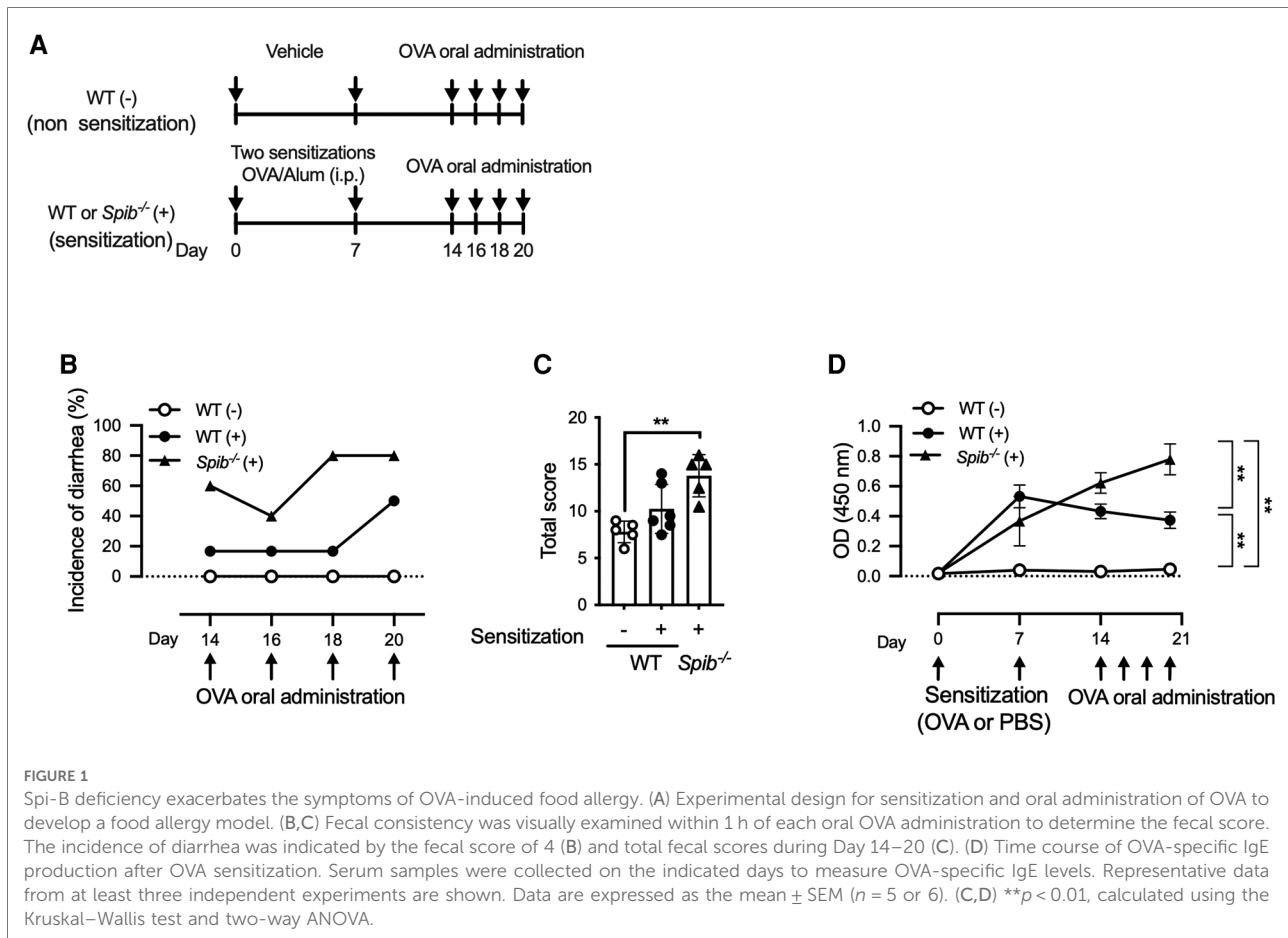 A
Vehicle
OVA oral administration
WT (-)
(non sensitization)
Two sensitizations
OVA/Alum (i.p.)
OVA oral administration
WT or Spib-/- (+)
(sensitization)
Day
0 7 14 16 18 20
B
Incidence of diarrhea (%)
WT (-)
WT (+)
Spib-/- (+)
100
80
60
40
20
0
Day 14 16 18 20
OVA oral administration
C
Total score
20
15
10
5
0
**
Sensitization - + +
WT Spib-/-
D
OD (450 nm)
WT (-)
WT (+)
Spib-/- (+)
1.0
0.8
0.6
0.4
0.2
0.0
**
**
**
Day 0 7 14 21
Sensitization
(OVA or PBS)
OVA oral administration
FIGURE 1
Spi-B deficiency exacerbates the symptoms of OVA-induced food allergy. (A) Experimental design for sensitization and oral administration of OVA to
develop a food allergy model. (B,C) Fecal consistency was visually examined within 1 h of each oral OVA administration to determine the fecal score.
The incidence of diarrhea was indicated by the fecal score of 4 (B) and total fecal scores during Day 14–20 (C). (D) Time course of OVA-specific IgE
production after OVA sensitization. Serum samples were collected on the indicated days to measure OVA-specific IgE levels. Representative data
from at least three independent experiments are shown. Data are expressed as the mean ± SEM (n = 5 or 6). (C,D) **p < 0.01, calculated using the
Kruskal–Wallis test and two-way ANOVA.